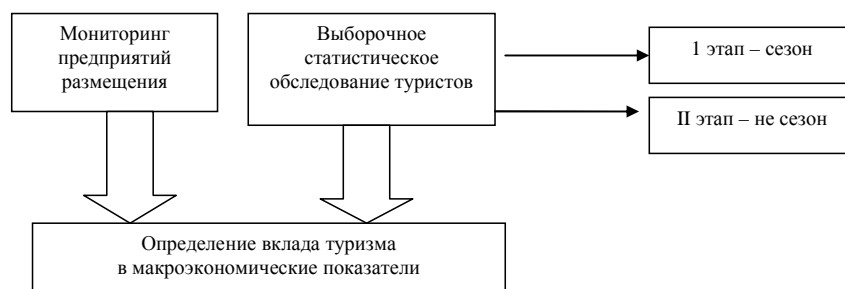 Мониторинг
предприятий
размещения
Выборочное
статистическое
обследование туристов
1 этап – сезон
II этап – не сезон
Определение вклада туризма
в макроэкономические показатели